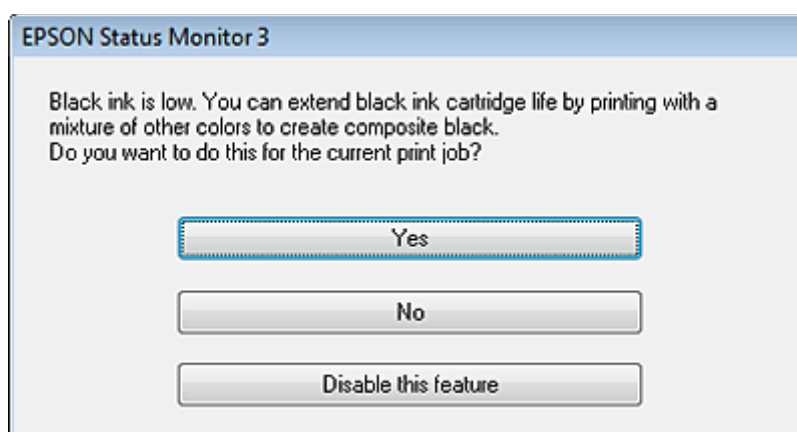 EPSON Status Monitor 3
Black ink is low. You can extend black ink cartridge life by printing with a
mixture of other colors to create composite black.
Do you want to do this for the current print job?
Yes
No
Disable this feature